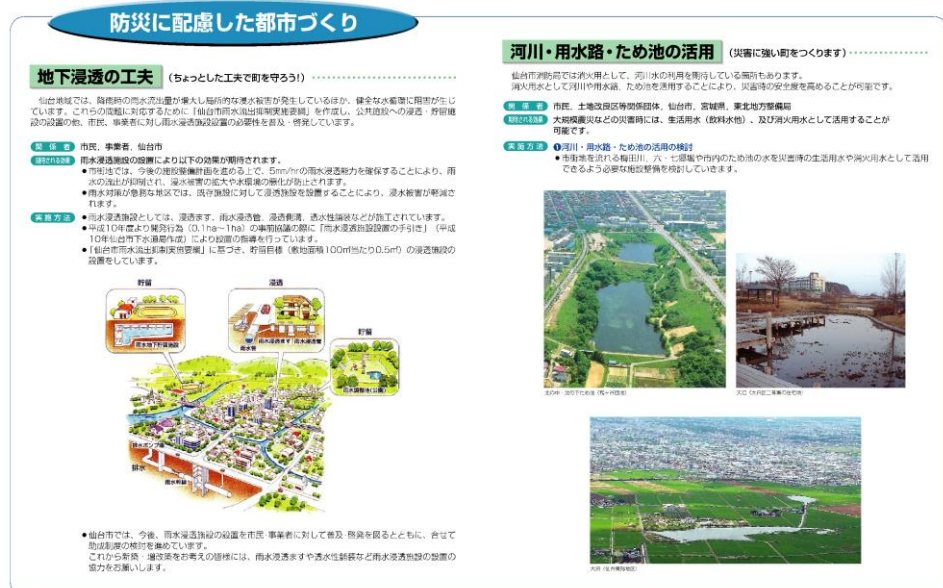 防災に配慮した都市づくり
地下浸透の工夫 (ちょっとした工夫で町を守ろう!)
仙台地域では、降雨時の雨水流出量が増大し局所的な浸水被害が発生しているほか、健全な水循環に阻害が生じ
ています。これらの問題に対応するために「仙台市雨水流出抑制実施要綱」を作成し、公共施設への浸透・貯留施
設の設置の他、市民、事業者に対し雨水浸透施設設置の必要性を普及・啓発しています。
関係者 市民、事業者、仙台市
期待される効果 雨水浸透施設の設置により以下の効果が期待されます。
●市街地では、今後の施設整備計画を進める上で、5mm/hrの雨水浸透能力を確保することにより、雨
水の流出が抑制され、浸水被害の拡大や水環境の悪化が防止されます。
●雨水対策が急務な地区では、既存施設に対して浸透施設を設置することにより、浸水被害が軽減さ
れます。
実施方法 ●雨水浸透施設としては、浸透ます、雨水浸透管、浸透側溝、透水性舗装などが施工されています。
●平成10年度より開発行為(0.1ha〜1ha)の事前協議の際に「雨水浸透施設設置の手引き」(平成
10年仙台市下水道局作成)により設置の指導を行っています。
●「仙台市雨水流出抑制実施要綱」に基づき、貯留目標(敷地面積100㎡当たり0.5㎥)の浸透施設の
設置をしています。
貯留
浸透
雨水地下貯留施設
雨水管
雨水浸透ます
雨水浸透管
貯留
雨水調整池(公園)
排水ポンプ場
排水
雨水幹線
●仙台市では、今後、雨水浸透施設の設置を市民・事業者に対して普及・啓発を図るとともに、合せて
助成制度の検討を進めています。
これから新築・増改築をお考えの皆様には、雨水浸透ますや透水性舗装など雨水浸透施設の設置の
協力をお願いします。
河川・用水路・ため池の活用 (災害に強い町をつくります)
仙台市消防局では消火用として、河川水の利用を期待している箇所もあります。
消火用水として河川や用水路、ため池を活用することにより、災害時の安全度を高めることが可能です。
関係者 市民、土地改良区等関係団体、仙台市、宮城県、東北地方整備局
期待される効果 大規模震災などの災害時には、生活用水(飲料水他)、及び消火用水として活用することが
可能です。
実施方法 ❶河川・用水路・ため池の活用の検討
・市街地を流れる梅田川、六・七郷堀や市内のため池の水を災害時の生活用水や消火用水として活用
できるよう必要な施設整備を検討していきます。